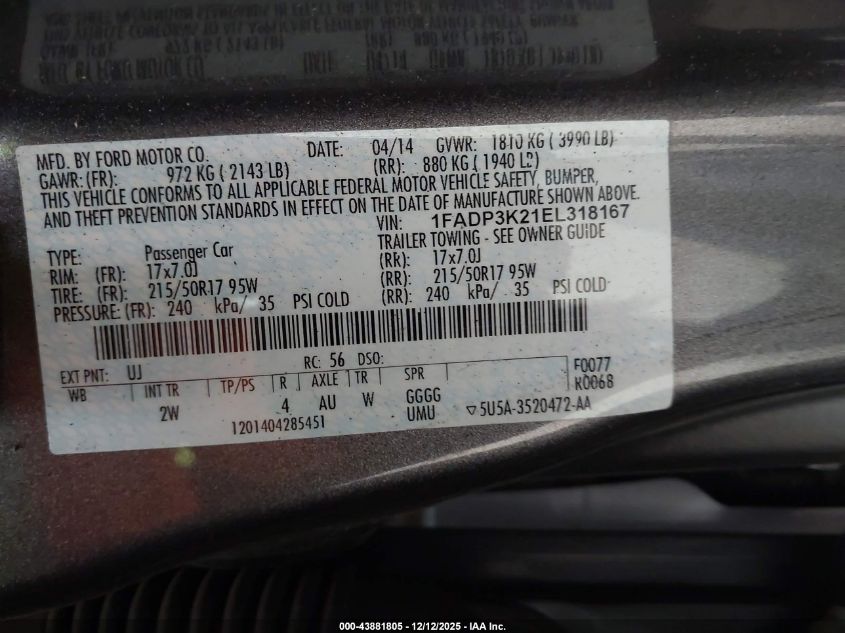 MFD. BY FORD MOTOR CO.
DATE: 04/14 GVWR: 1810 KG ( 3990 LB)
GAWR: (FR): 972 KG ( 2143 LB) (RR): 880 KG ( 1940 LB)
THIS VEHICLE CONFORMS TO ALL APPLICABLE FEDERAL MOTOR VEHICLE SAFETY, BUMPER,
AND THEFT PREVENTION STANDARDS IN EFFECT ON THE DATE OF MANUFACTURE SHOWN ABOVE.
VIN: 1FADP3K21EL318167
TYPE: Passenger Car TRAILER TOWING - SEE OWNER GUIDE
RIM: (FR): 17x7.0J (RR): 17x7.0J
TIRE: (FR): 215/50R17 95W (RR): 215/50R17 95W
PRESSURE: (FR): 240 kPa/ 35 PSI COLD (RR): 240 kPa/ 35 PSI COLD
EXT PNT: UJ RC: 56 DSO: F0077
WB INT TR TP/PS R AXLE TR SPR K0068
2W 4 AU W GGGG
UMU ▽5U5A-3520472-AA
1201404285451
000-43881805 - 12/12/2025 - IAA Inc.